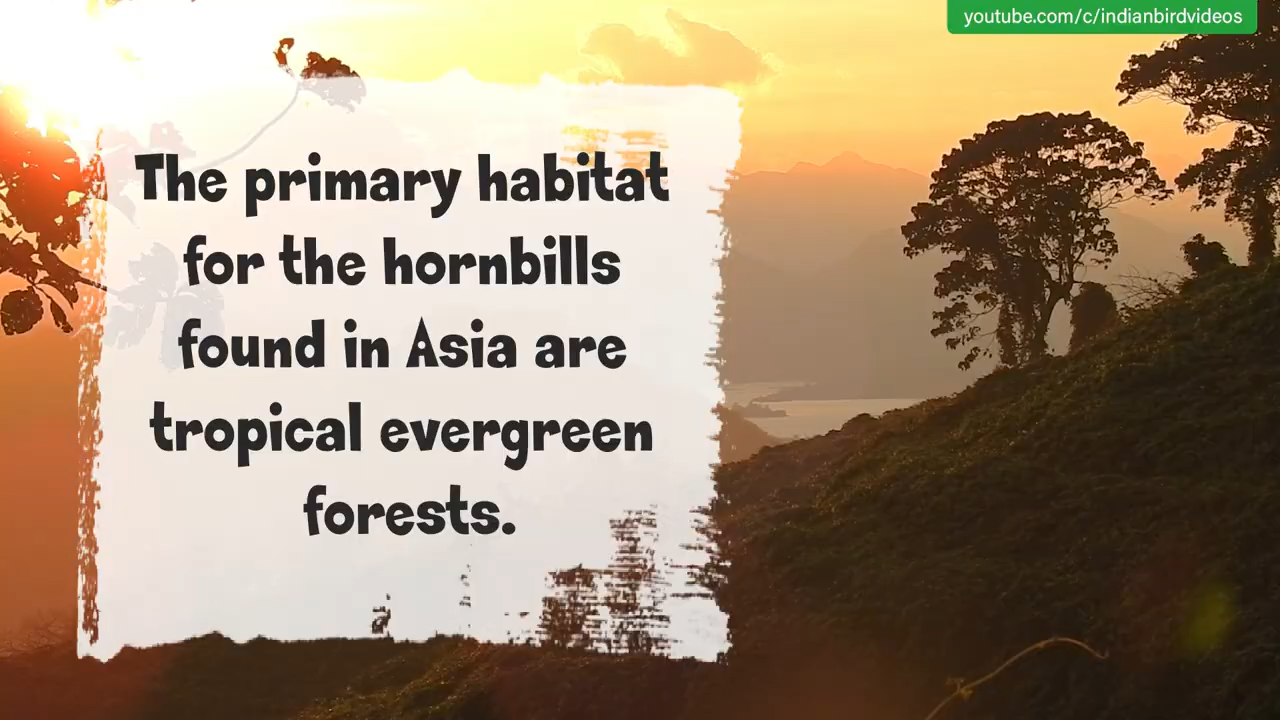 youtube.com/c/indianbirdvideos
The primary habitat
for the hornbills
found in Asia are
tropical evergreen
forests.